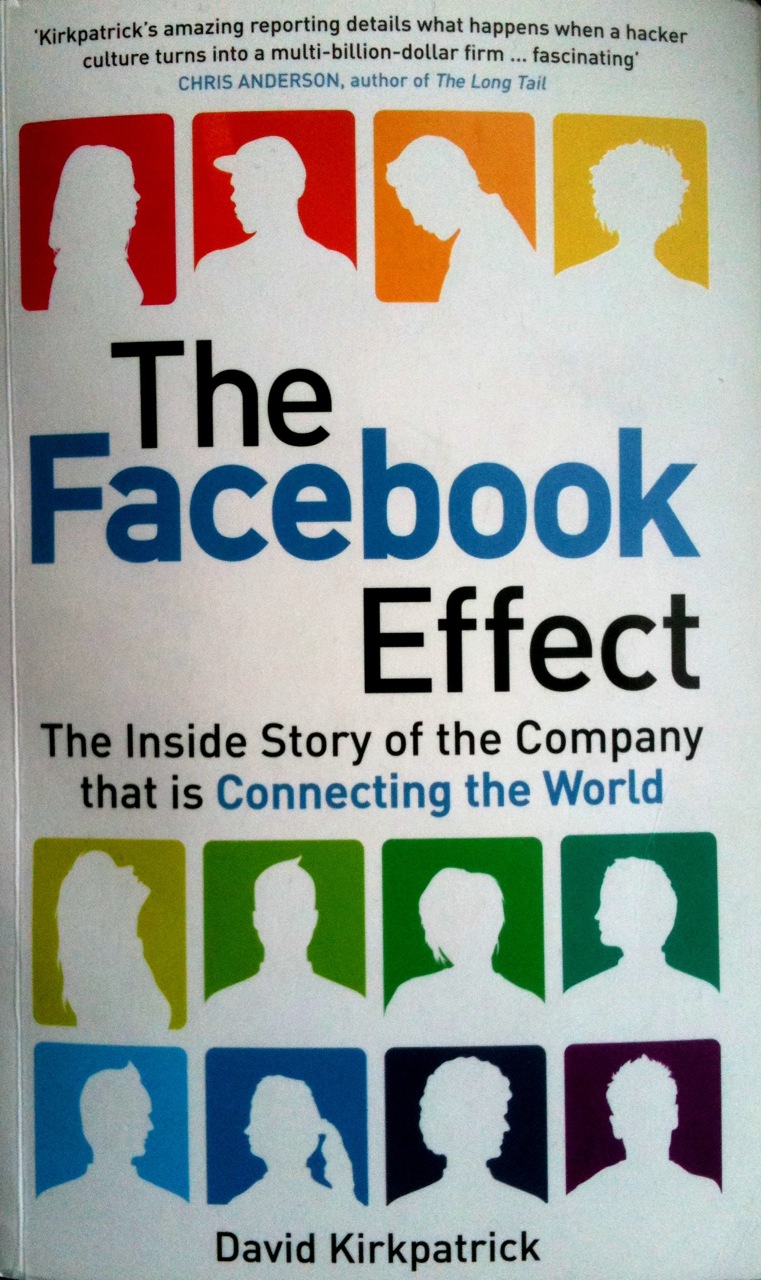 'Kirkpatrick's amazing reporting details what happens when a hacker
culture turns into a multi-billion-dollar firm ... fascinating'
CHRIS ANDERSON, author of The Long Tail
The
Facebook
Effect
The Inside Story of the Company
that is Connecting the World
David Kirkpatrick